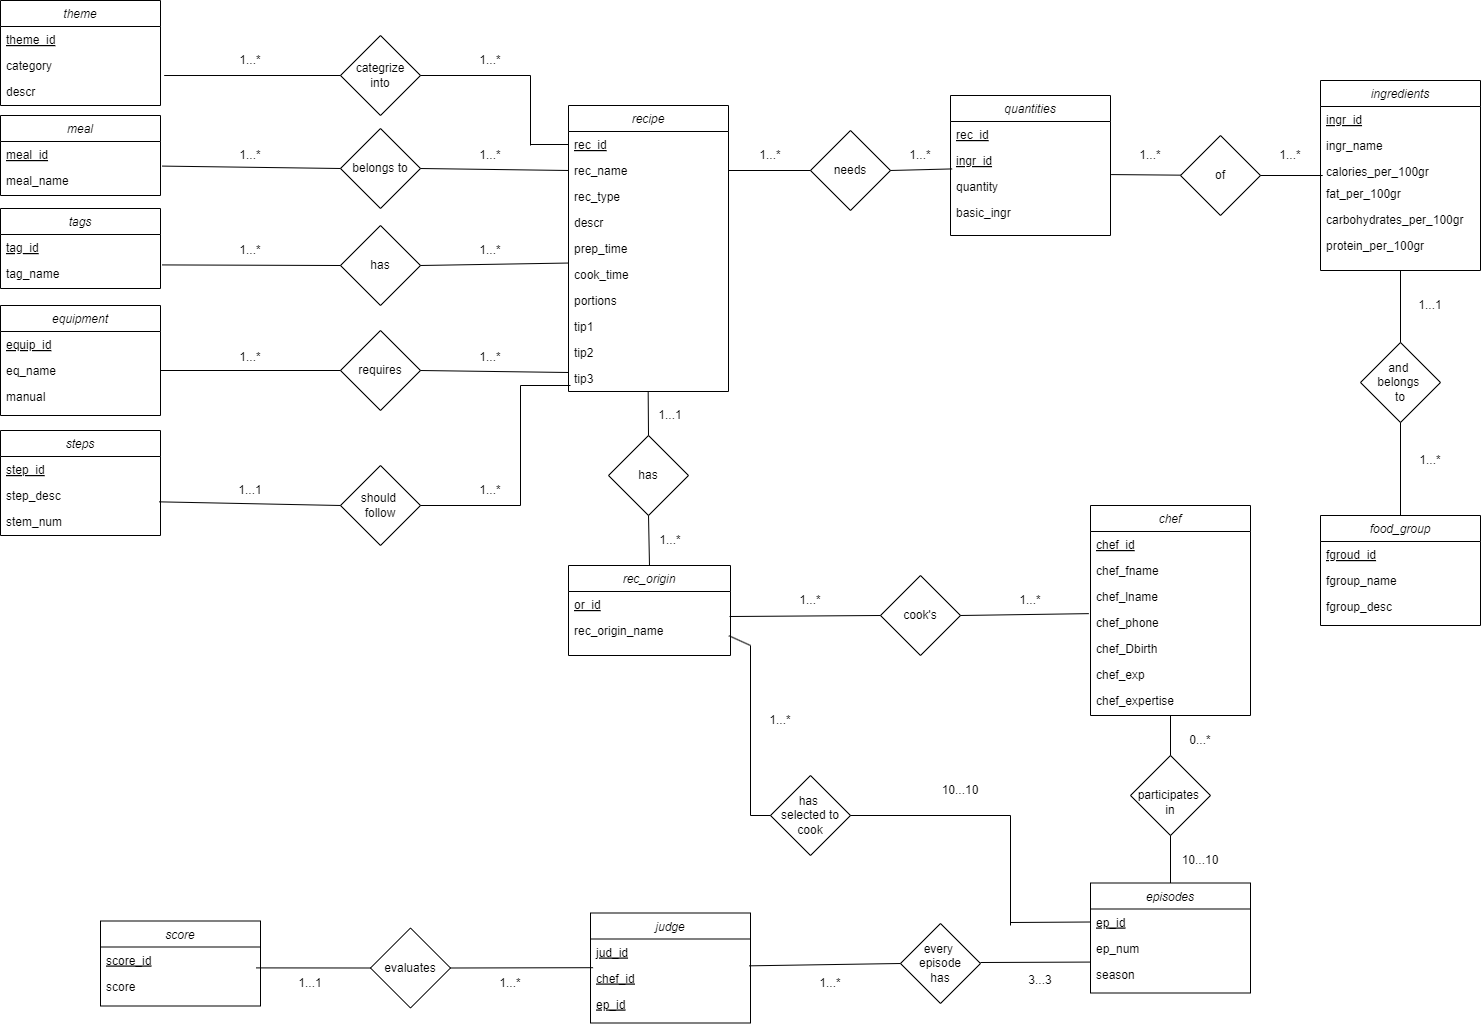 theme
theme_id
category
descr
1...*
categrize
into
1...*
meal
meal_id
meal_name
1...*
belongs to
1...*
tags
tag_id
tag_name
1...*
has
1...*
equipment
equip_id
eq_name
manual
1...*
requires
1...*
steps
step_id
step_desc
stem_num
1...1
should
follow
1...*
recipe
rec_id
rec_name
rec_type
descr
prep_time
cook_time
portions
tip1
tip2
tip3
1...*
needs
1...*
quantities
rec_id
ingr_id
quantity
basic_ingr
1...*
of
1...*
ingredients
ingr_id
ingr_name
calories_per_100gr
fat_per_100gr
carbohydrates_per_100gr
protein_per_100gr
1...1
and
belongs
to
1...*
food_group
fgroud_id
fgroup_name
fgroup_desc
1...1
has
1...*
rec_origin
or_id
rec_origin_name
1...*
cook's
1...*
chef
chef_id
chef_fname
chef_lname
chef_phone
chef_Dbirth
chef_exp
chef_expertise
1...*
has
selected to
cook
10...10
0...*
participates
in
10...10
episodes
ep_id
ep_num
season
score
score_id
score
1...1
evaluates
1...*
judge
jud_id
chef_id
ep_id
1...*
every
episode
has
3...3